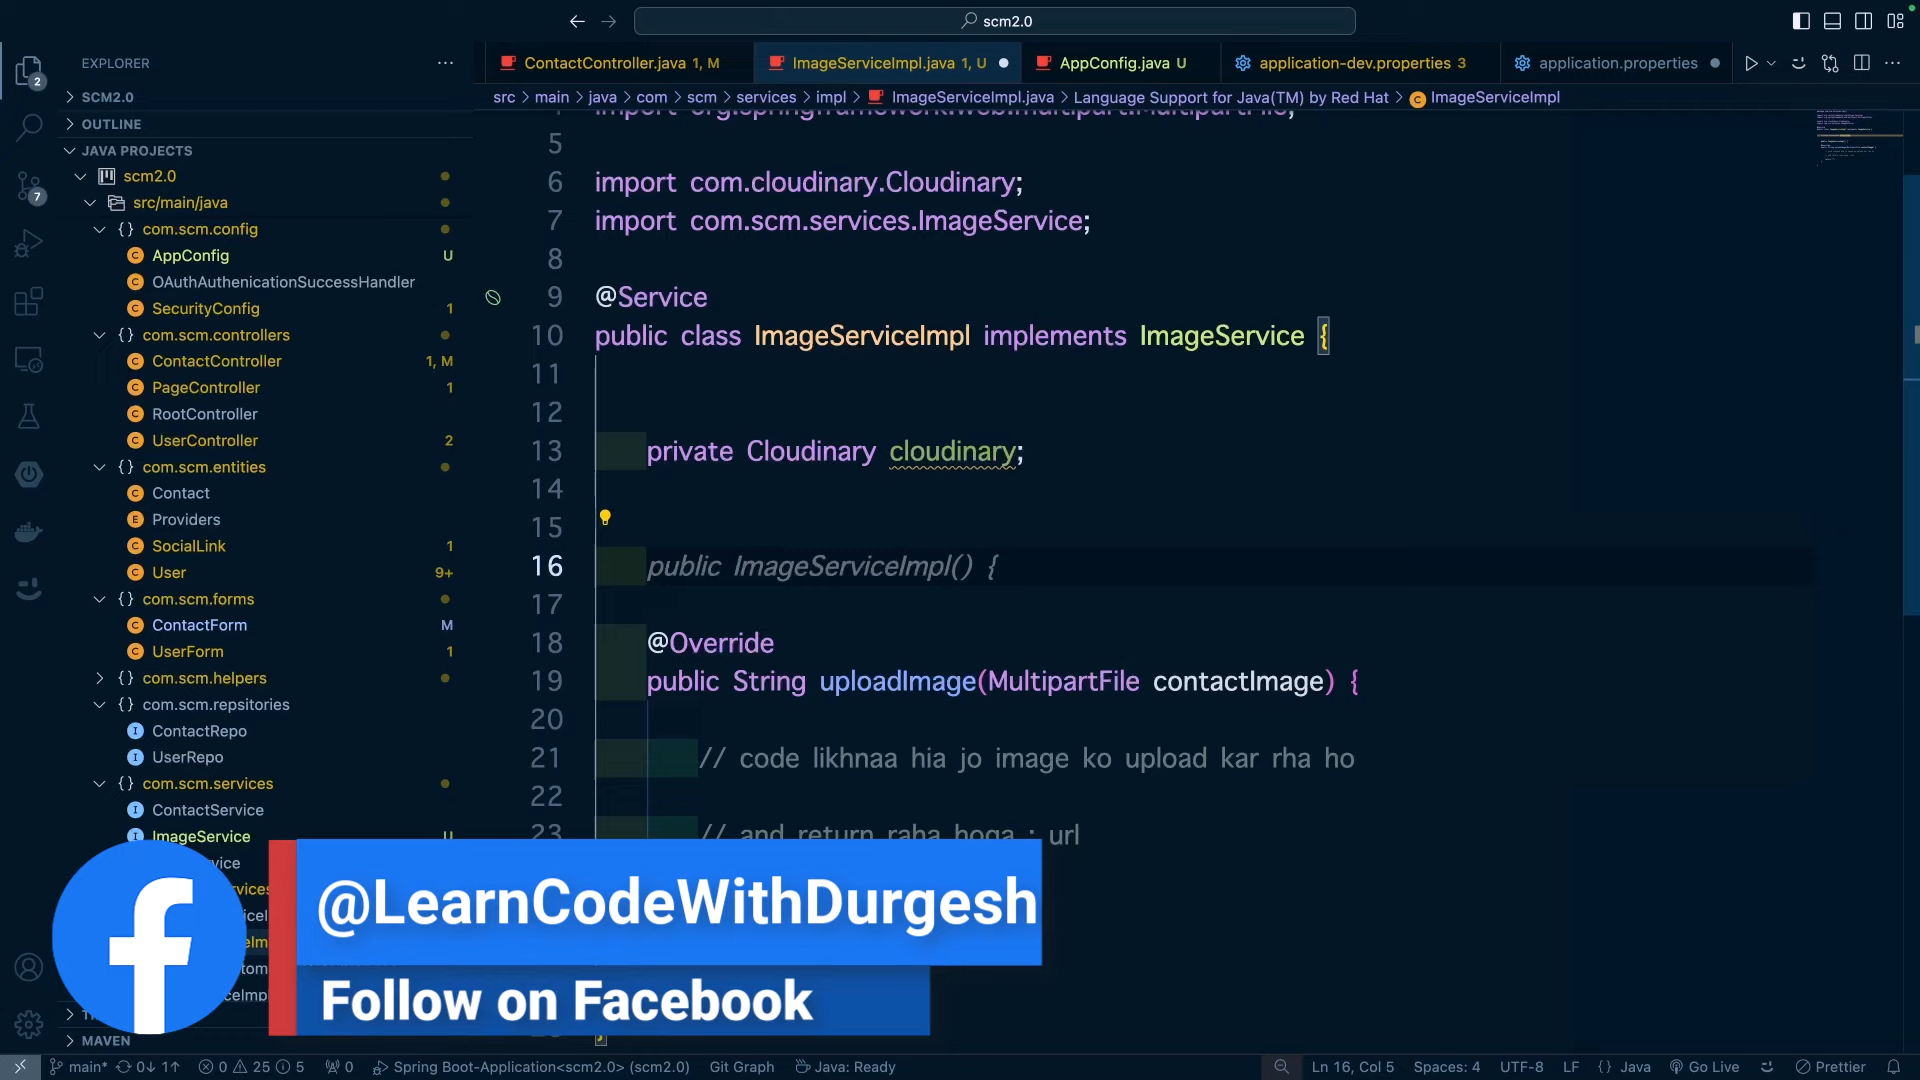 scm2.0
EXPLORER
ContactController.java 1, M
ImageServiceImpl.java 1, U
AppConfig.java U
application-dev.properties 3
application.properties
src > main > java > com > scm > services > impl > ImageServiceImpl.java > Language Support for Java(TM) by Red Hat > ImageServiceImpl
2
SCM2.0
OUTLINE
JAVA PROJECTS
scm2.0
src/main/java
{} com.scm.config
AppConfig U
OAuthAuthenicationSuccessHandler
SecurityConfig 1
{} com.scm.controllers
ContactController 1, M
PageController 1
RootController
UserController 2
{} com.scm.entities
Contact
Providers
SocialLink 1
User 9+
{} com.scm.forms
ContactForm M
UserForm 1
{} com.scm.helpers
{} com.scm.repsitories
ContactRepo
UserRepo
{} com.scm.services
ContactService
ImageService U
MAVEN
7
import org.springframework.web.multipart.MultipartFile;
5
6 import com.cloudinary.Cloudinary;
7 import com.scm.services.ImageService;
8
9 @Service
10 public class ImageServiceImpl implements ImageService {
11
12
13 private Cloudinary cloudinary;
14
15
16 public ImageServiceImpl() {
17
18 @Override
19 public String uploadImage(MultipartFile contactImage) {
20
21 // code likhnaa hia jo image ko upload kar rha ho
22
23 // and return raha hoga : url
}
@LearnCodeWithDurgesh
Follow on Facebook
main* 0↓ 1↑ 0 25 5 0 Spring Boot-Application<scm2.0> (scm2.0) Git Graph Java: Ready Ln 16, Col 5 Spaces: 4 UTF-8 LF {} Java Go Live Prettier